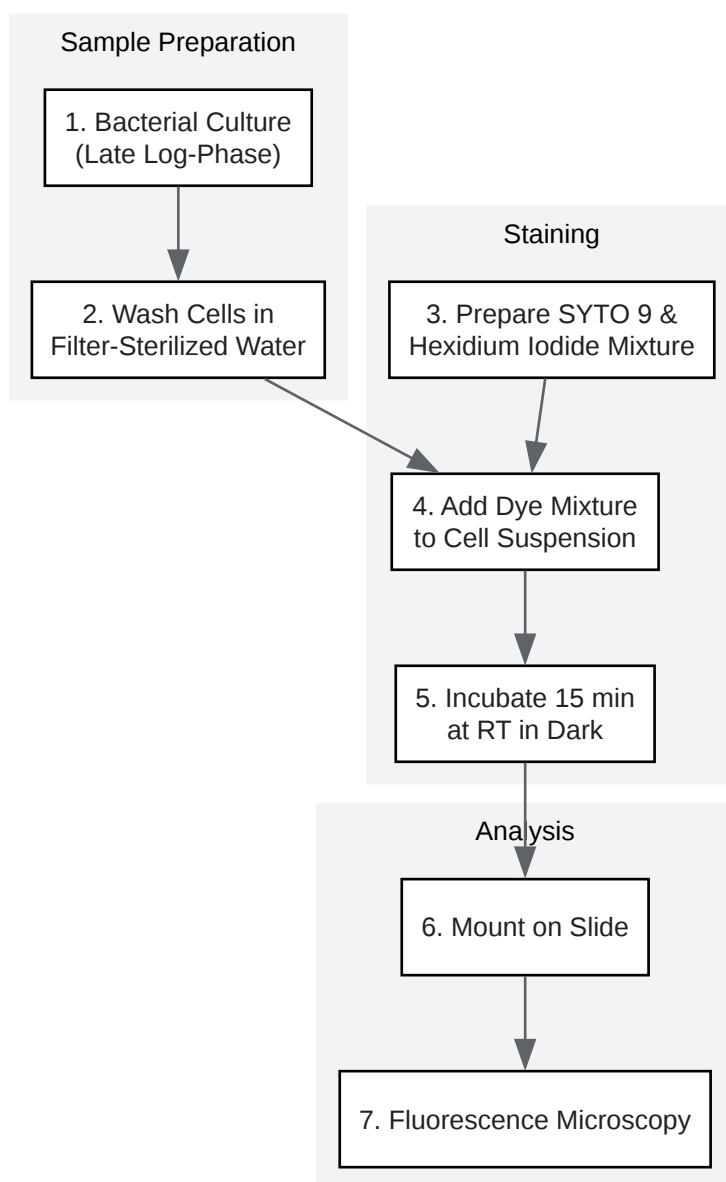 Sample Preparation
1. Bacterial Culture
(Late Log-Phase)
2. Wash Cells in
Filter-Sterilized Water
Staining
3. Prepare SYTO 9 &
Hexidium Iodide Mixture
4. Add Dye Mixture
to Cell Suspension
5. Incubate 15 min
at RT in Dark
Analysis
6. Mount on Slide
7. Fluorescence Microscopy